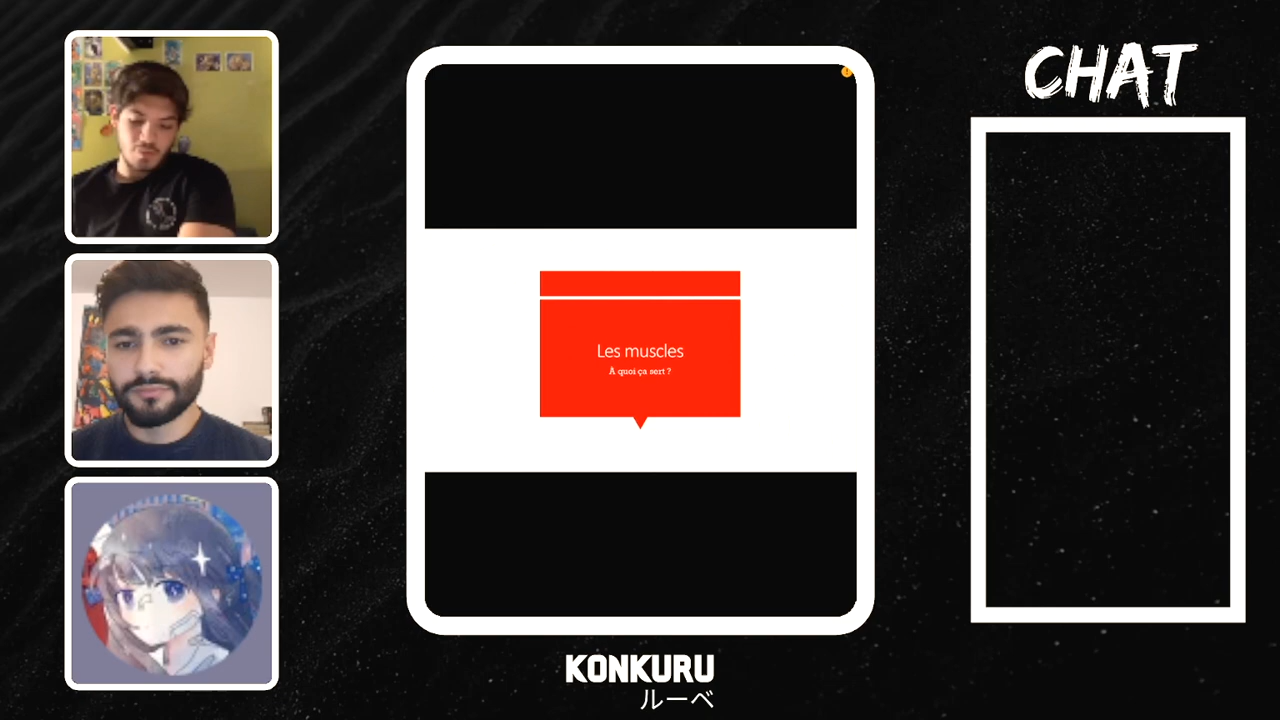 CHAT
Les muscles
À quoi ça sert ?
KONKURU
ルーベ